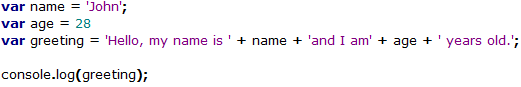 var name = 'John';
var age = 28
var greeting = 'Hello, my name is ' + name + 'and I am' + age + ' years old.';
console.log(greeting);